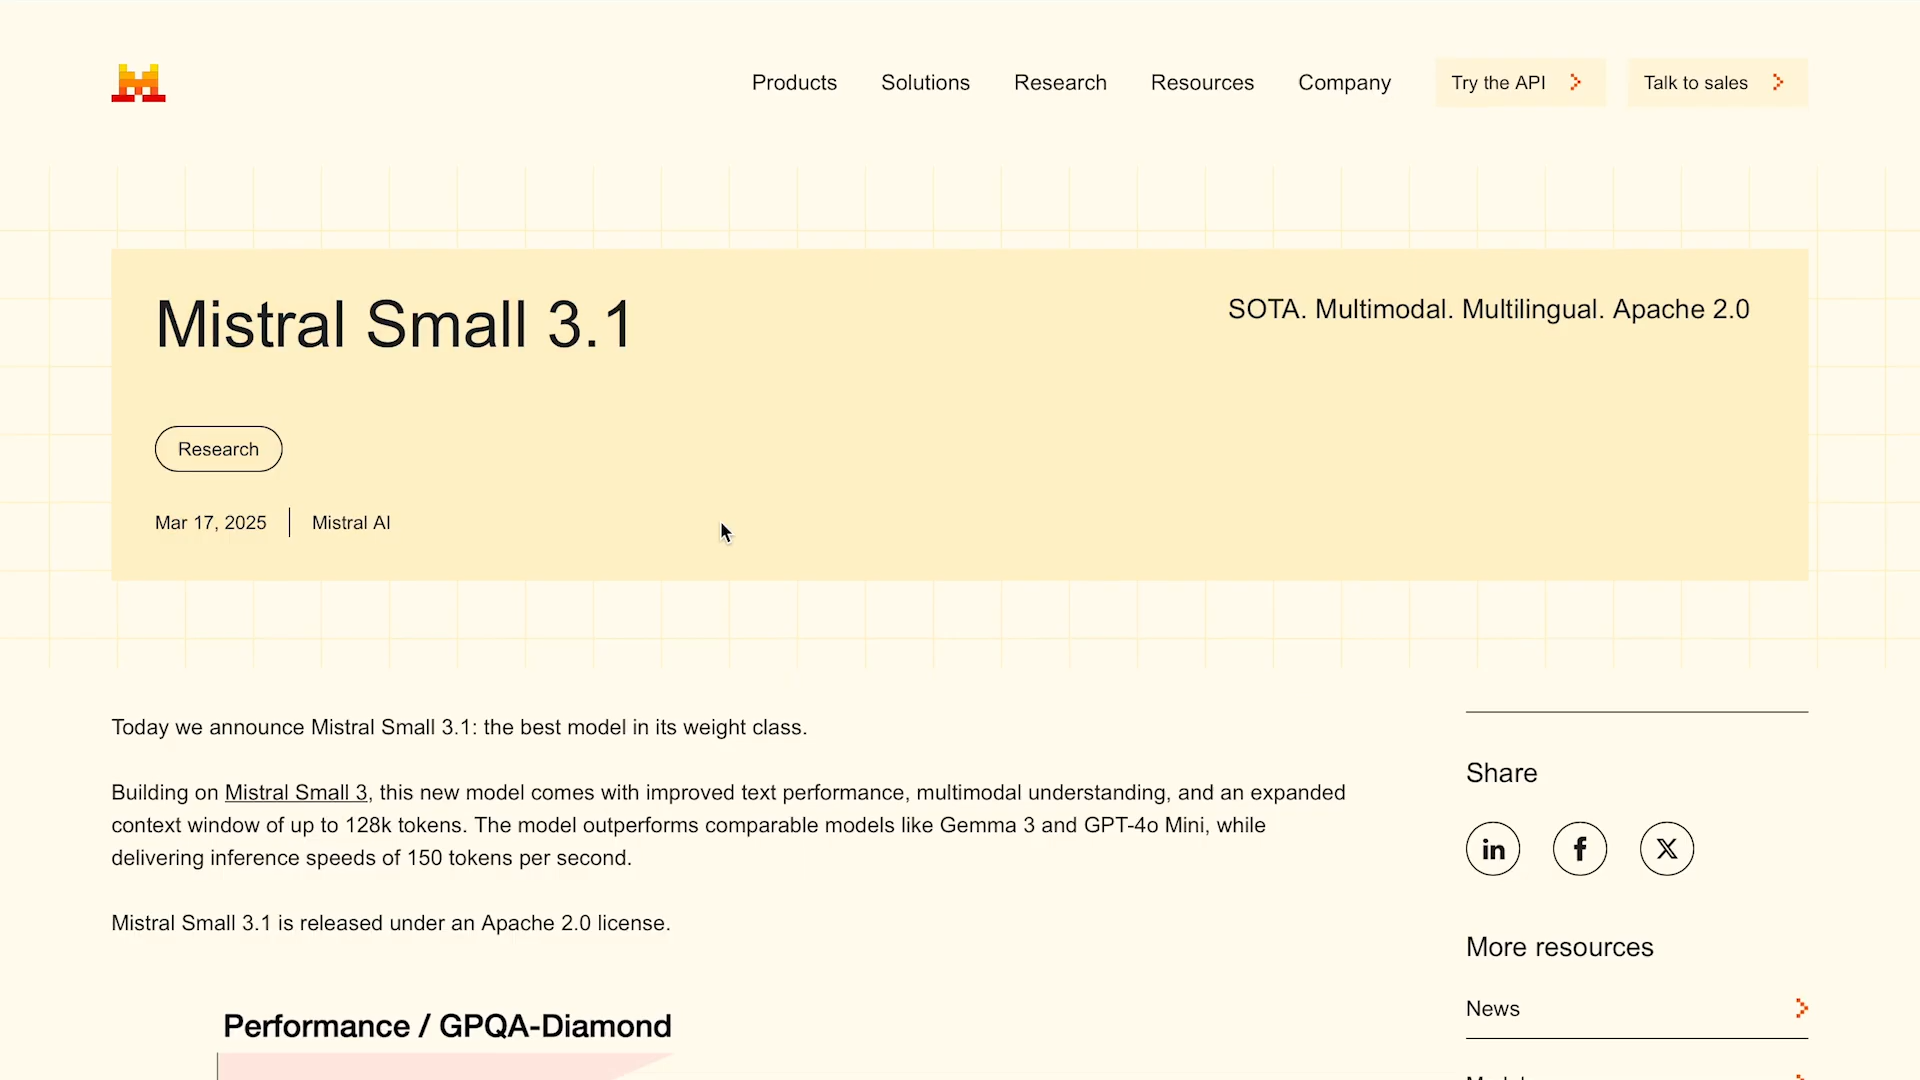 Products Solutions Research Resources Company Try the API Talk to sales
Mistral Small 3.1
SOTA. Multimodal. Multilingual. Apache 2.0
Research
Mar 17, 2025 Mistral AI
Today we announce Mistral Small 3.1: the best model in its weight class.
Building on Mistral Small 3, this new model comes with improved text performance, multimodal understanding, and an expanded
context window of up to 128k tokens. The model outperforms comparable models like Gemma 3 and GPT-4o Mini, while
delivering inference speeds of 150 tokens per second.
Mistral Small 3.1 is released under an Apache 2.0 license.
Performance / GPQA-Diamond
Share
in f X
More resources
News